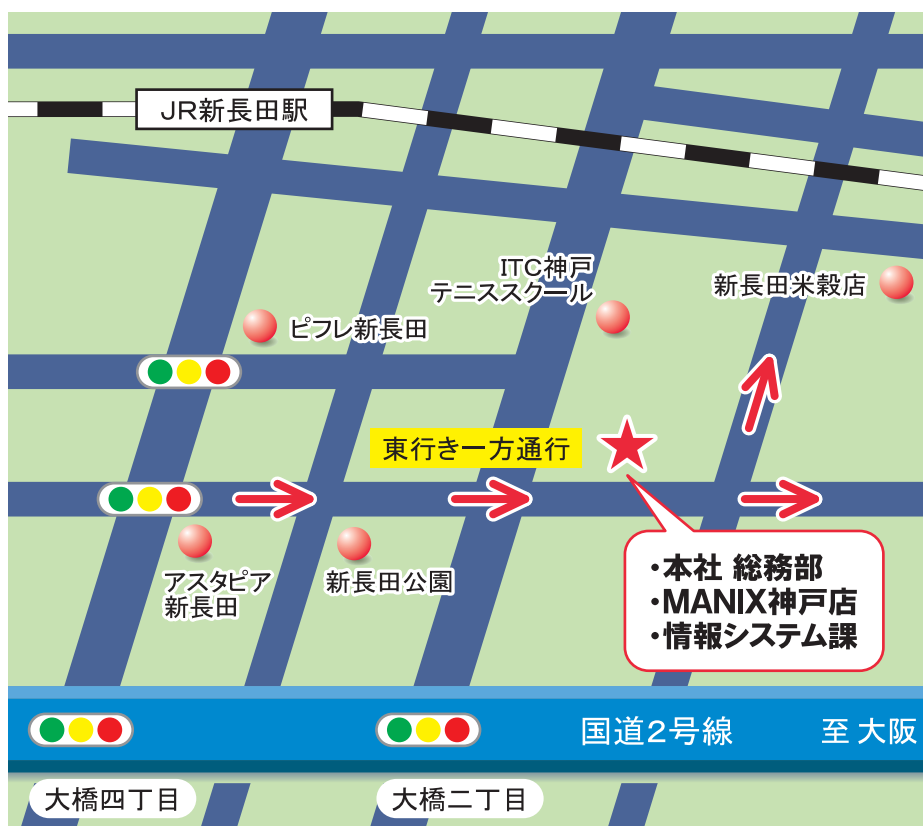 JR新長田駅
ITC神戸
テニススクール
新長田米穀店
ピフレ新長田
東行き一方通行
アスタピア
新長田
新長田公園
・本社 総務部
・MANIX神戸店
・情報システム課
国道2号線
至 大阪
大橋四丁目
大橋二丁目